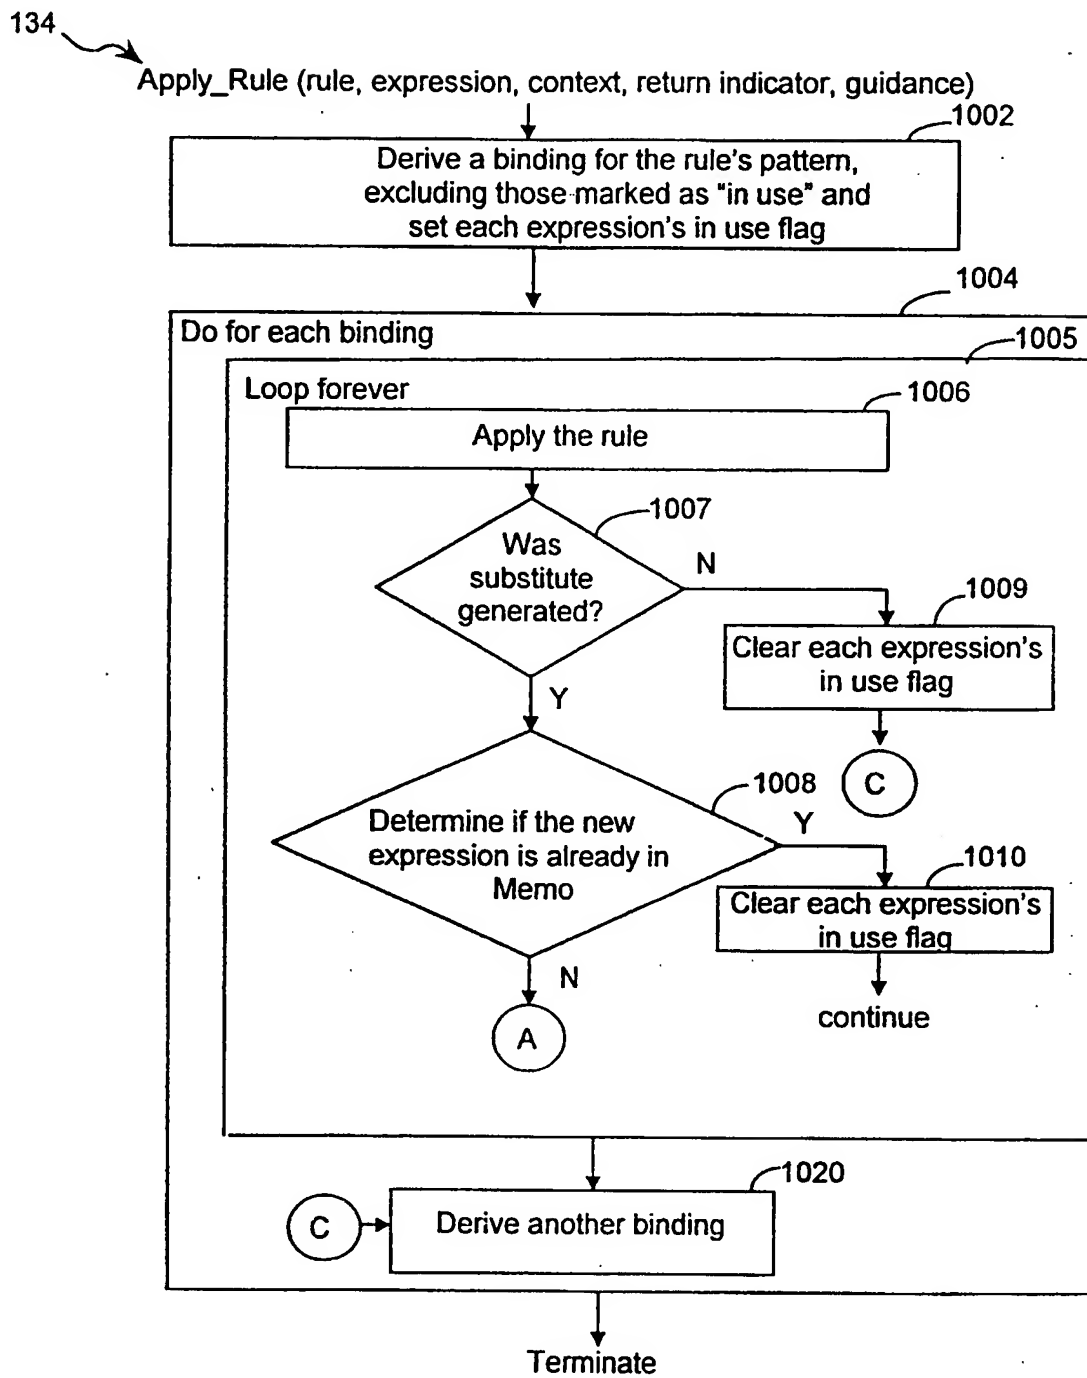 134
Apply_Rule (rule, expression, context, return indicator, guidance)
1002
Derive a binding for the rule's pattern,
excluding those marked as "in use" and
set each expression's in use flag
1004
Do for each binding
1005
Loop forever
1006
Apply the rule
1007
Was
substitute
generated?
N
1009
Clear each expression's
in use flag
Y
C
1008
Determine if the new
expression is already in
Memo
Y
1010
Clear each expression's
in use flag
N
continue
A
1020
C
Derive another binding
Terminate